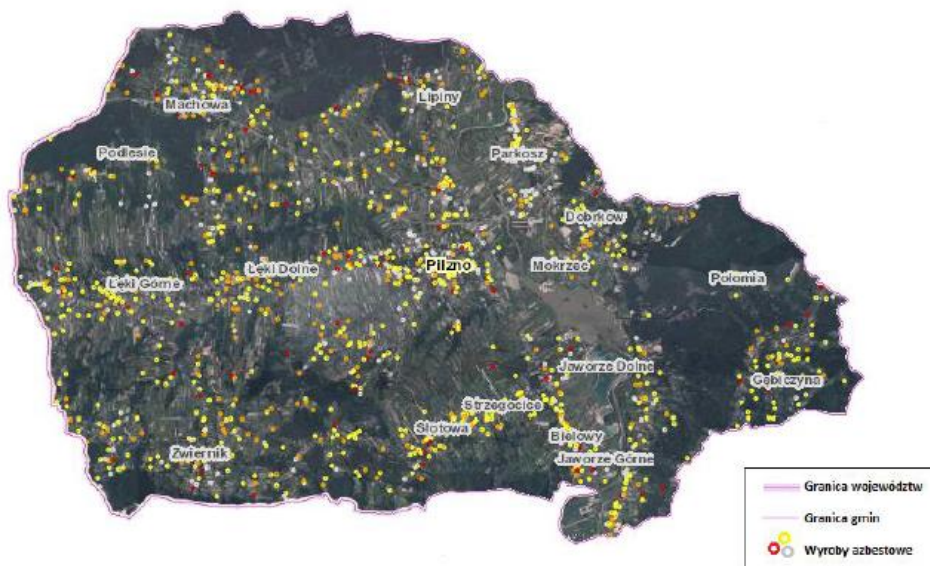 Lipiny
Machowa
Podlesie
Parkosz
Dobrków
Łęki Dolne
Pilzno
Mokrzec
Łęki Górne
Połomia
Jaworze Dolne
Gębiczyna
Strzegocice
Słotowa
Bielowy
Zwiernik
Jaworze Górne
Granica województw
Granica gmin
Wyroby azbestowe